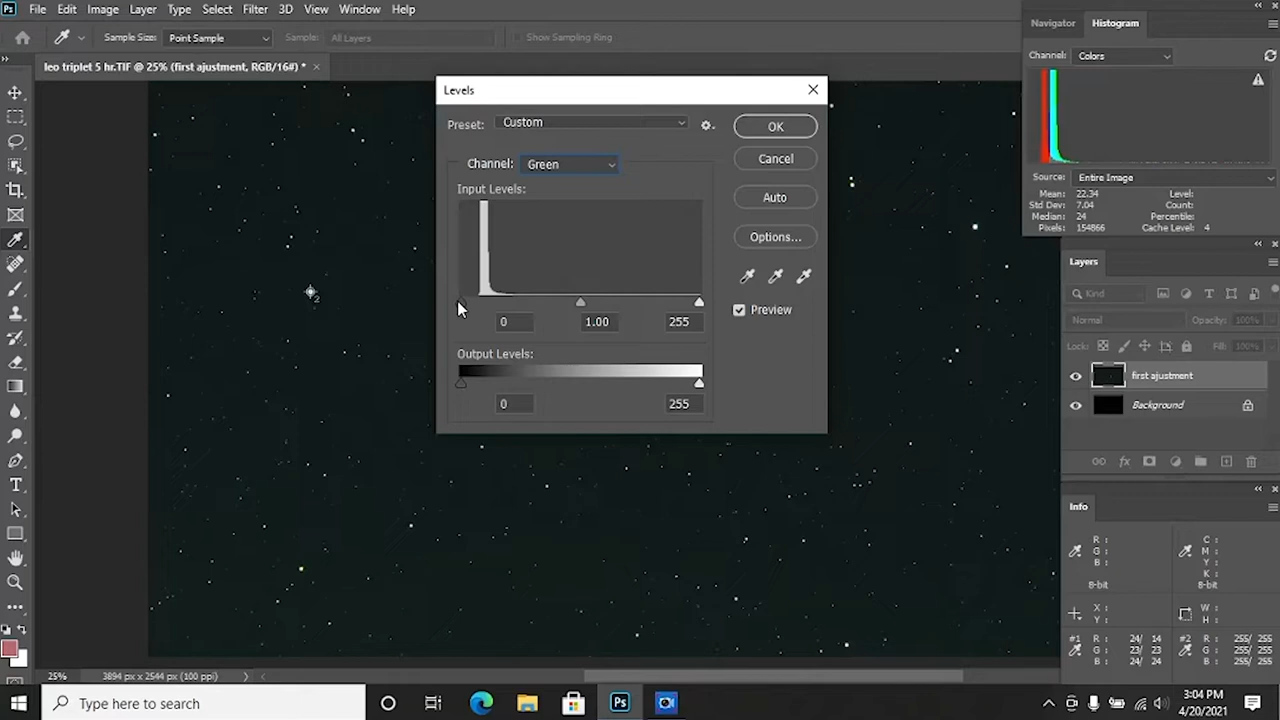 Ps File Edit Image Layer Type Select Filter 3D View Window Help
Sample Size: Point Sample Sample: All Layers Show Sampling Ring
leo triplet 5 hr.TIF @ 25% (first ajustment, RGB/16#) * ×
Levels
Preset: Custom
OK
Channel: Green
Cancel
Input Levels:
Auto
Options...
Preview
0 1.00 255
Output Levels:
0 255
2
Navigator Histogram
Channel: Colors
Source: Entire Image
Mean: 22.34 Level:
Std Dev: 7.04 Count:
Median: 24 Percentile:
Pixels: 154866 Cache Level: 4
Layers
Kind
Normal Opacity: 100%
Lock: Fill: 100%
first ajustment
Background
fx
Info
R : C :
G : M :
B : Y :
K :
8-bit 8-bit
X : W :
Y : H :
#1 R : 24/ 14 #2 R : 255/ 255
G : 23/ 23 G : 255/ 255
B : 24/ 24 B : 255/ 255
25% 3894 px x 2544 px (100 ppi)
Type here to search
Ps
3:04 PM
4/20/2021